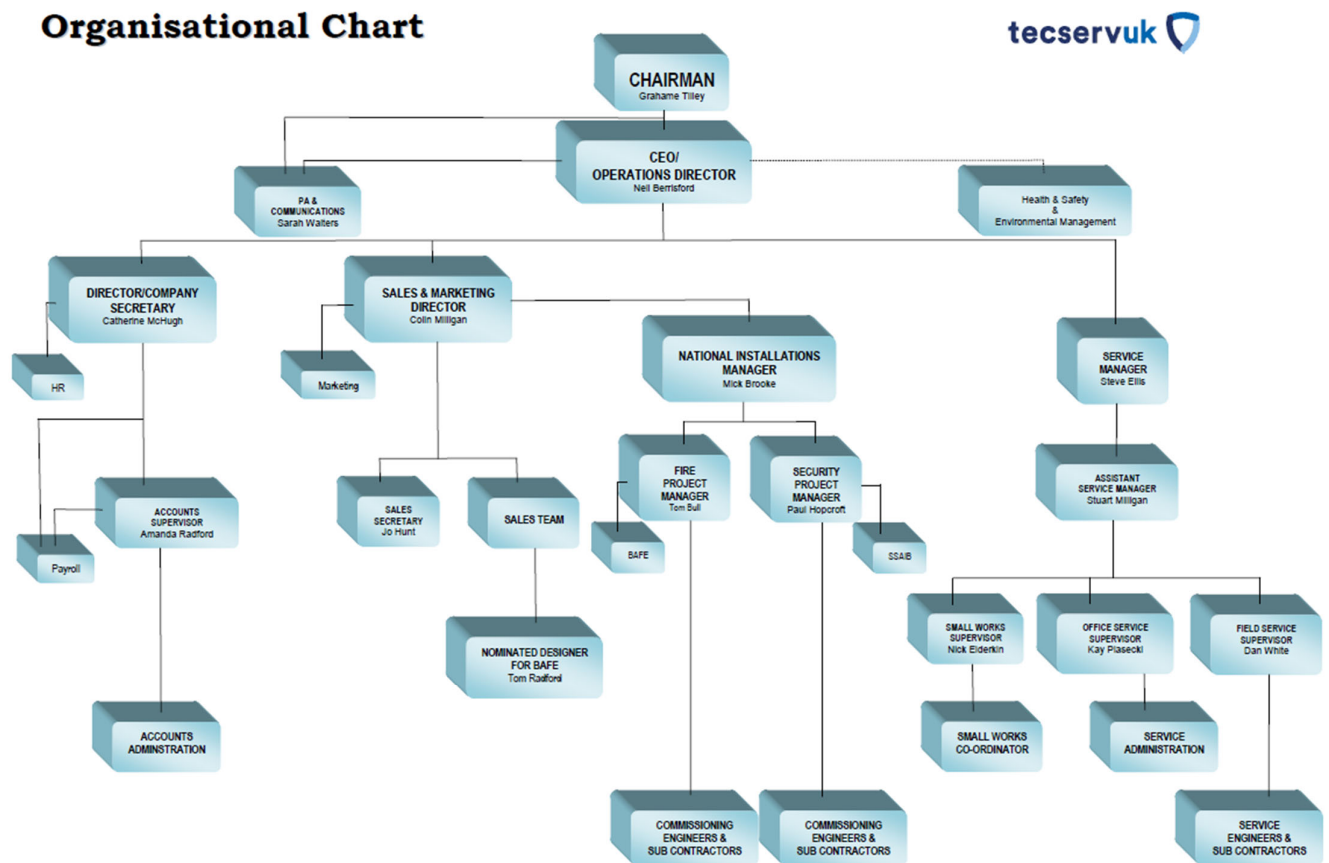 Organisational Chart
tecservuk
CHAIRMAN
Grahame Tilley
CEO/
OPERATIONS DIRECTOR
Neil Berrisford
PA &
COMMUNICATIONS
Sarah Walters
Health & Safety
&
Environmental Management
DIRECTOR/COMPANY
SECRETARY
Catherine McHugh
SALES & MARKETING
DIRECTOR
Colin Milligan
NATIONAL INSTALLATIONS
MANAGER
Mick Brooke
SERVICE
MANAGER
Steve Ellis
HR
Marketing
FIRE
PROJECT
MANAGER
Tom Bull
SECURITY
PROJECT
MANAGER
Paul Hopcroft
ASSISTANT
SERVICE MANAGER
Stuart Milligan
ACCOUNTS
SUPERVISOR
Amanda Radford
SALES
SECRETARY
Jo Hunt
SALES TEAM
BAFE
SSAIB
Payroll
SMALL WORKS
SUPERVISOR
Nick Elderkin
OFFICE SERVICE
SUPERVISOR
Kay Piasecki
FIELD SERVICE
SUPERVISOR
Dan White
NOMINATED DESIGNER
FOR BAFE
Tom Radford
ACCOUNTS
ADMINSTRATION
SMALL WORKS
CO-ORDINATOR
SERVICE
ADMINISTRATION
COMMISSIONING
ENGINEERS &
SUB CONTRACTORS
COMMISSIONING
ENGINEERS &
SUB CONTRACTORS
SERVICE
ENGINEERS &
SUB CONTRACTORS